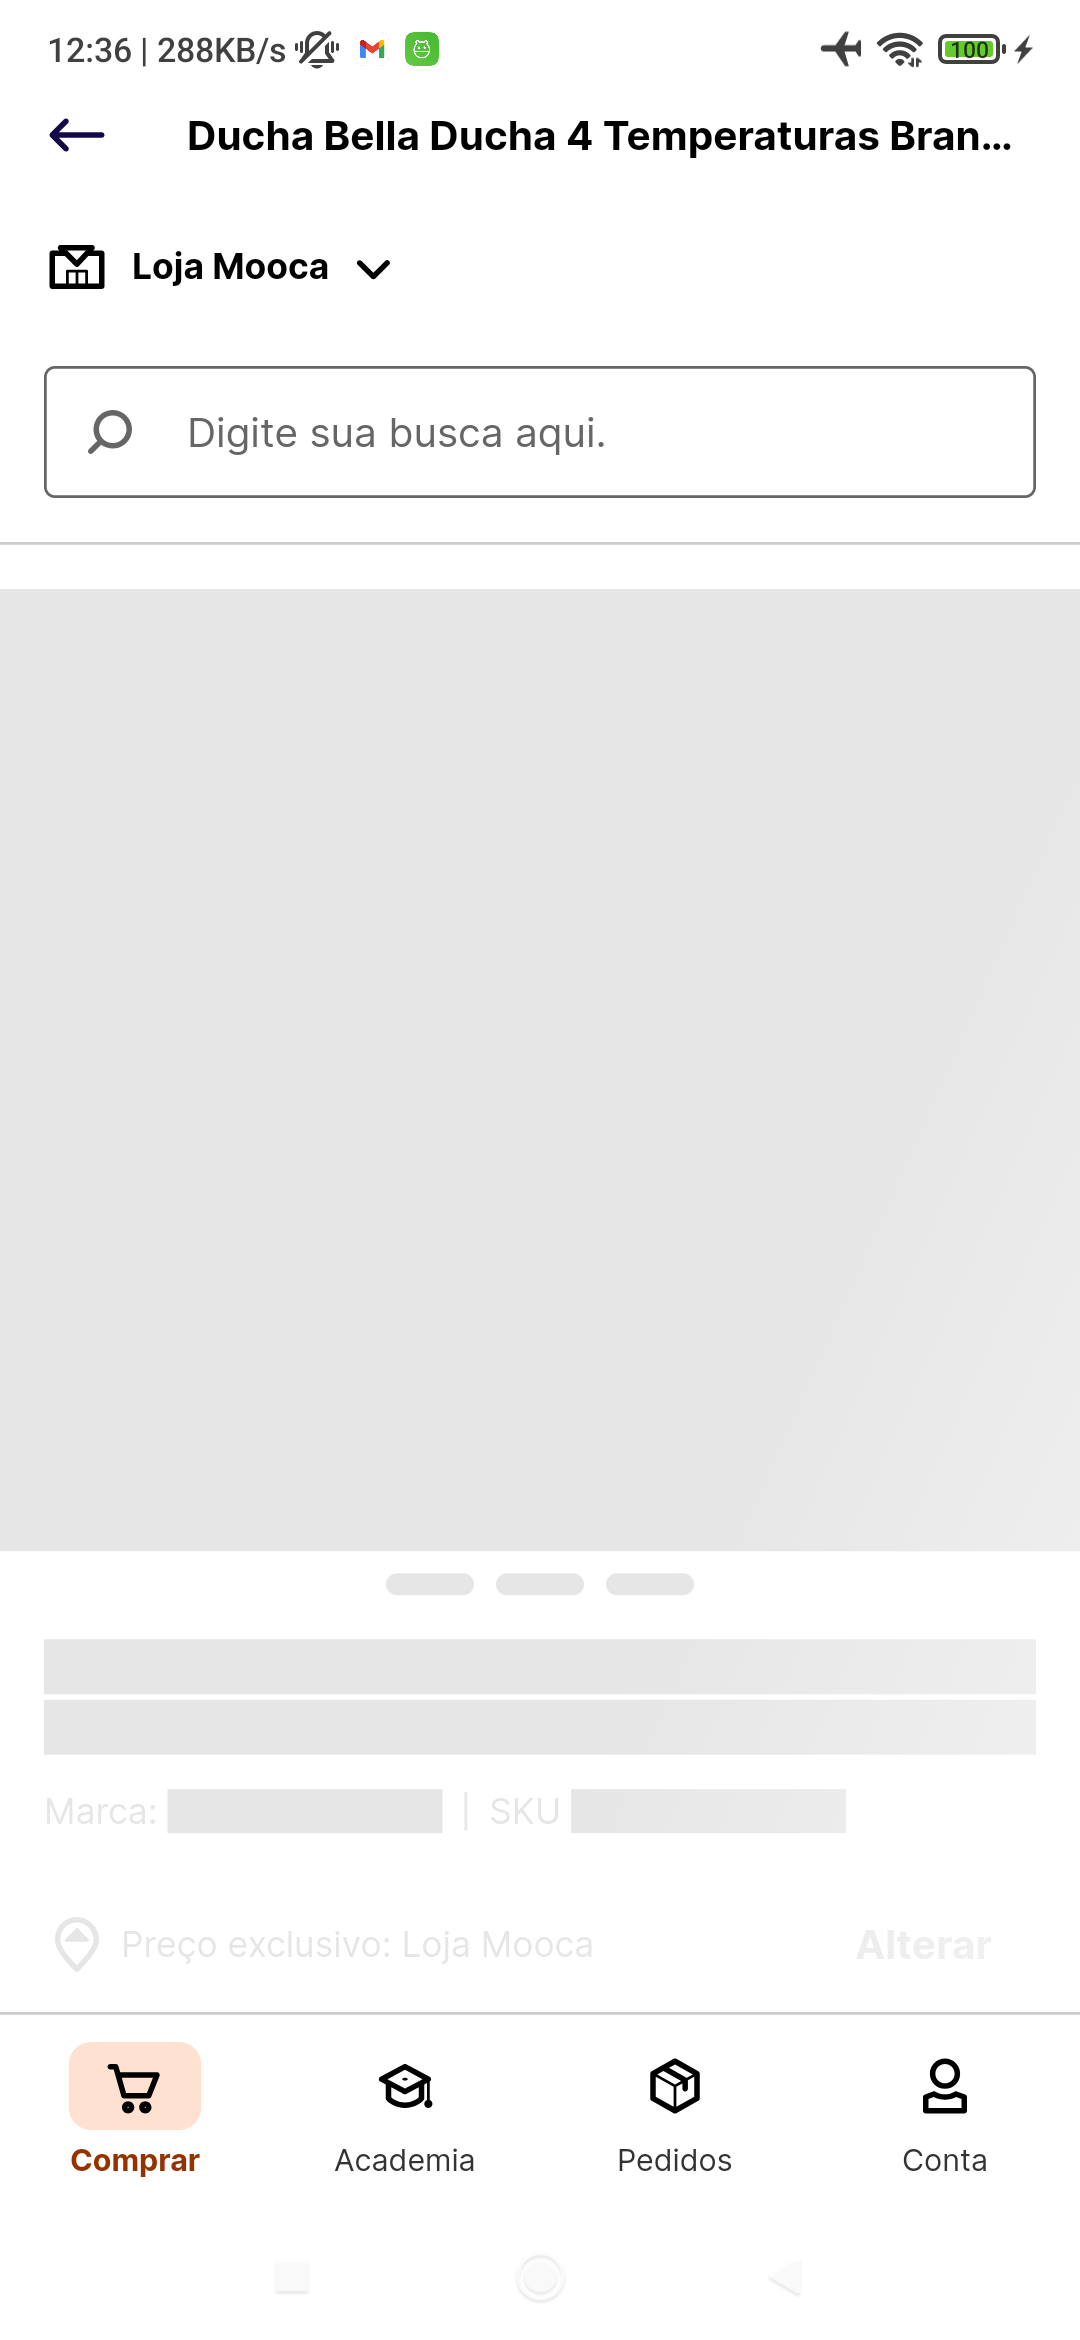 12:36 | 288KB/s
100
Ducha Bella Ducha 4 Temperaturas Bran...
Loja Mooca
Digite sua busca aqui.
Marca: | SKU
Preço exclusivo: Loja Mooca
Alterar
Comprar
Academia
Pedidos
Conta